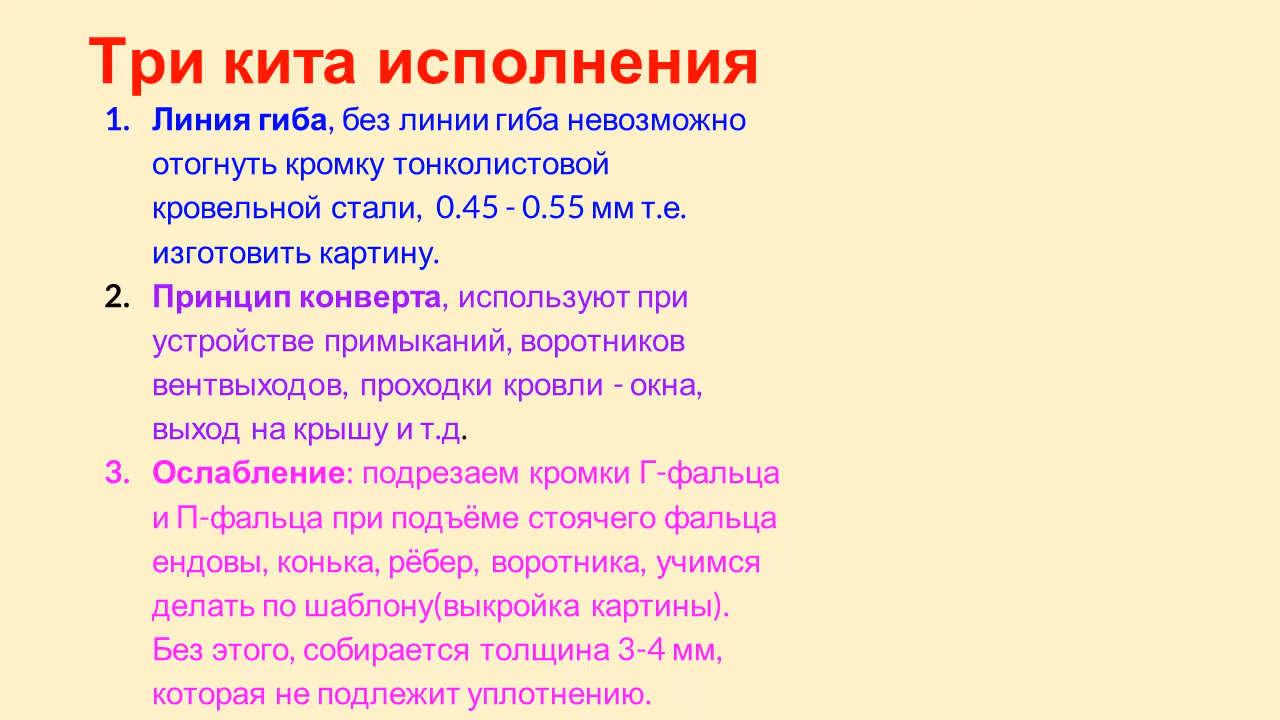 Три кита исполнения
1. Линия гиба, без линии гиба невозможно
отогнуть кромку тонколистовой
кровельной стали, 0.45 - 0.55 мм т.е.
изготовить картину.
2. Принцип конверта, используют при
устройстве примыканий, воротников
вентвыходов, проходки кровли - окна,
выход на крышу и т.д.
3. Ослабление: подрезаем кромки Г-фальца
и П-фальца при подъёме стоячего фальца
ендовы, конька, рёбер, воротника, учимся
делать по шаблону(выкройка картины).
Без этого, собирается толщина 3-4 мм,
которая не подлежит уплотнению.